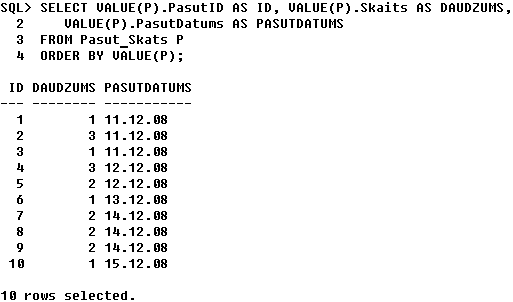 SQL> SELECT VALUE(P).PasutID AS ID, VALUE(P).Skaits AS DAUDZUMS,
  2       VALUE(P).PasutDatums AS PASUTDATUMS
  3  FROM Pasut_Skats P
  4  ORDER BY VALUE(P);
 ID DAUDZUMS PASUTDATUMS
--- -------- -----------
  1        1 11.12.08
  2        3 11.12.08
  3        1 11.12.08
  4        3 12.12.08
  5        2 12.12.08
  6        1 13.12.08
  7        2 14.12.08
  8        2 14.12.08
  9        2 14.12.08
 10        1 15.12.08
10 rows selected.